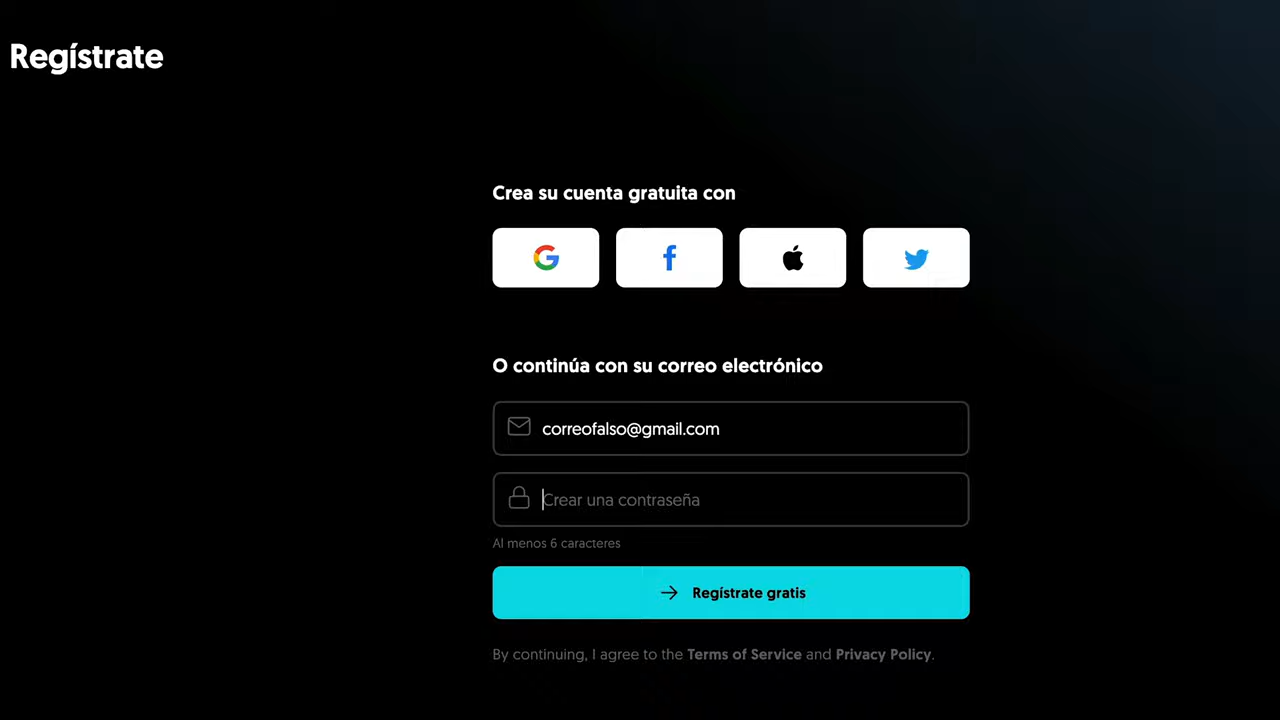 Regístrate
Crea su cuenta gratuita con
O continúa con su correo electrónico
correofalso@gmail.com
Crear una contraseña
Al menos 6 caracteres
Regístrate gratis
By continuing, I agree to the Terms of Service and Privacy Policy.